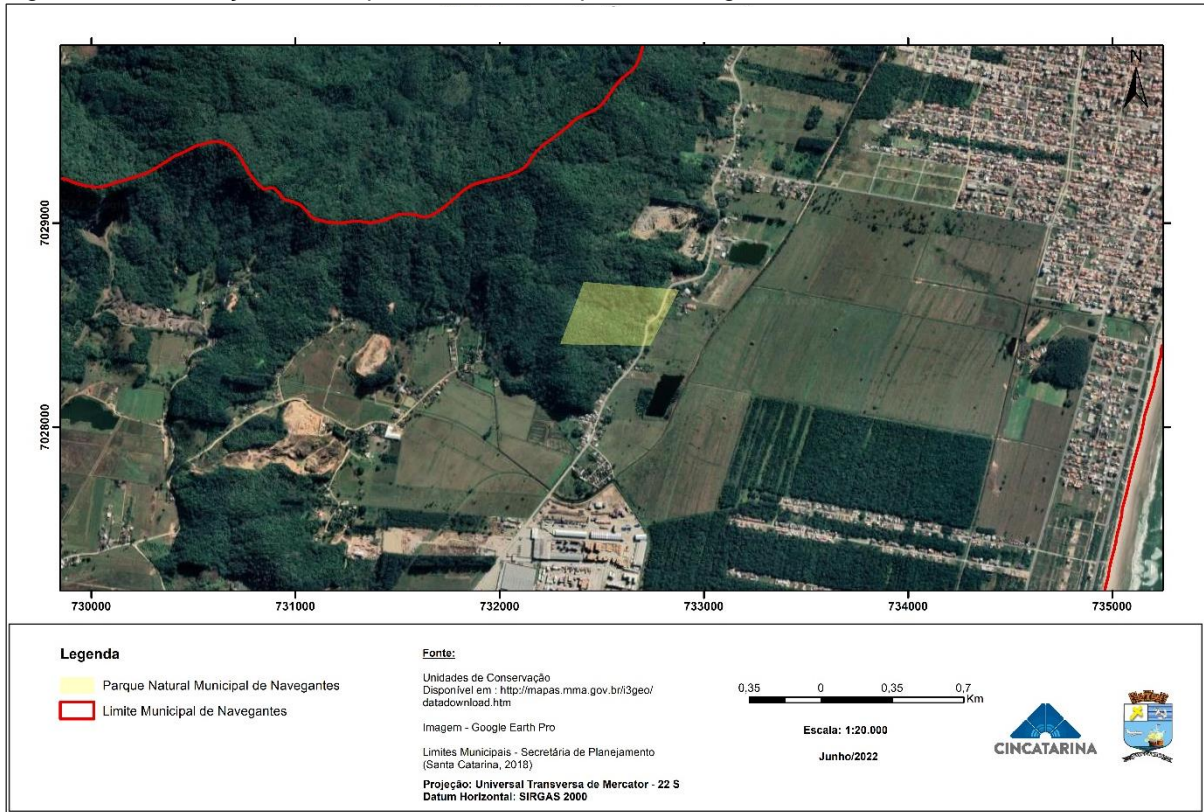 N
7029000
7028000
730000 731000 732000 733000 734000 735000
Legenda
Parque Natural Municipal de Navegantes
Limite Municipal de Navegantes
Fonte:
Unidades de Conservação
Disponível em : http://mapas.mma.gov.br/i3geo/
datadownload.htm
Imagem - Google Earth Pro
Limites Municipais - Secretária de Planejamento
(Santa Catarina, 2018)
Projeção: Universal Transversa de Mercator - 22 S
Datum Horizontal: SIRGAS 2000
0,35 0 0,35 0,7
Km
Escala: 1:20.000
Junho/2022
CINCATARINA